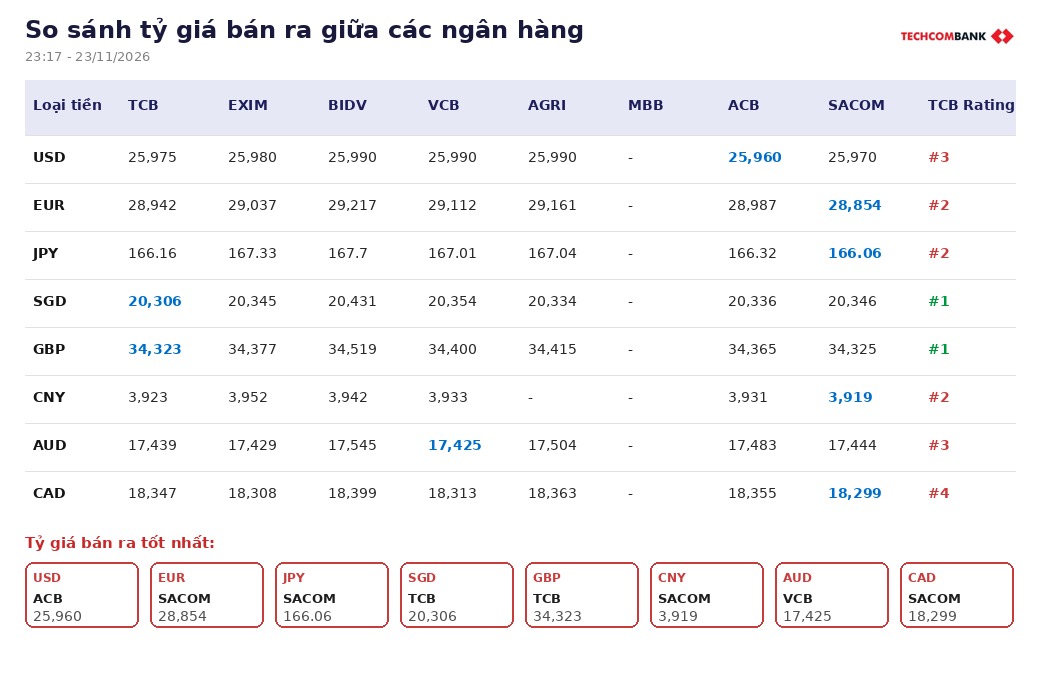 So sánh tỷ giá bán ra giữa các ngân hàng
TECHCOMBANK
23:17 - 23/11/2026
Loại tiền TCB EXIM BIDV VCB AGRI MBB ACB SACOM TCB Rating
USD 25,975 25,980 25,990 25,990 25,990 - 25,960 25,970 #3
EUR 28,942 29,037 29,217 29,112 29,161 - 28,987 28,854 #2
JPY 166.16 167.33 167.7 167.01 167.04 - 166.32 166.06 #2
SGD 20,306 20,345 20,431 20,354 20,334 - 20,336 20,346 #1
GBP 34,323 34,377 34,519 34,400 34,415 - 34,365 34,325 #1
CNY 3,923 3,952 3,942 3,933 - - 3,931 3,919 #2
AUD 17,439 17,429 17,545 17,425 17,504 - 17,483 17,444 #3
CAD 18,347 18,308 18,399 18,313 18,363 - 18,355 18,299 #4
Tỷ giá bán ra tốt nhất:
USD EUR JPY SGD GBP CNY AUD CAD
ACB SACOM SACOM TCB TCB SACOM VCB SACOM
25,960 28,854 166.06 20,306 34,323 3,919 17,425 18,299